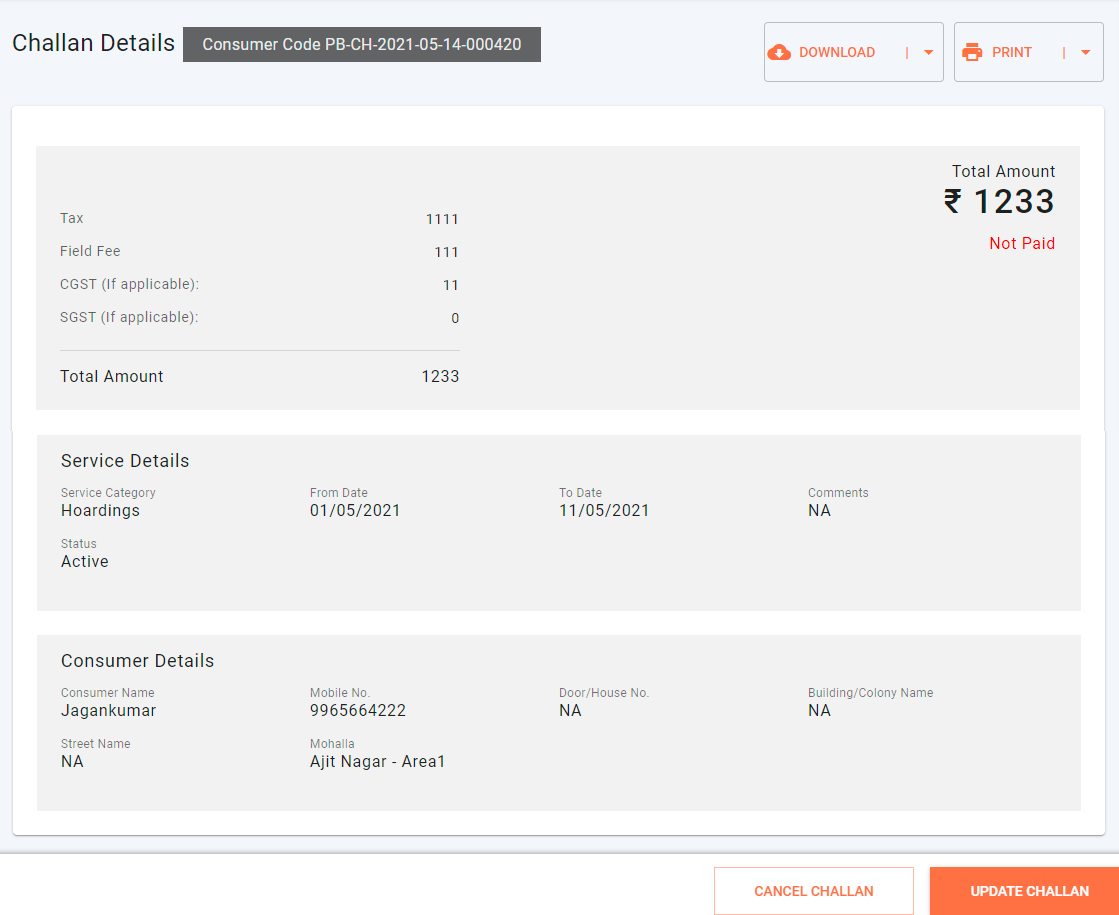 Challan Details
Consumer Code PB-CH-2021-05-14-000420
DOWNLOAD |
PRINT |
Total Amount
₹ 1233
Not Paid
Tax 1111
Field Fee 111
CGST (If applicable): 11
SGST (If applicable): 0
Total Amount 1233
Service Details
Service Category From Date To Date Comments
Hoardings 01/05/2021 11/05/2021 NA
Status
Active
Consumer Details
Consumer Name Mobile No. Door/House No. Building/Colony Name
Jagankumar 9965664222 NA NA
Street Name Mohalla
NA Ajit Nagar - Area1
CANCEL CHALLAN UPDATE CHALLAN